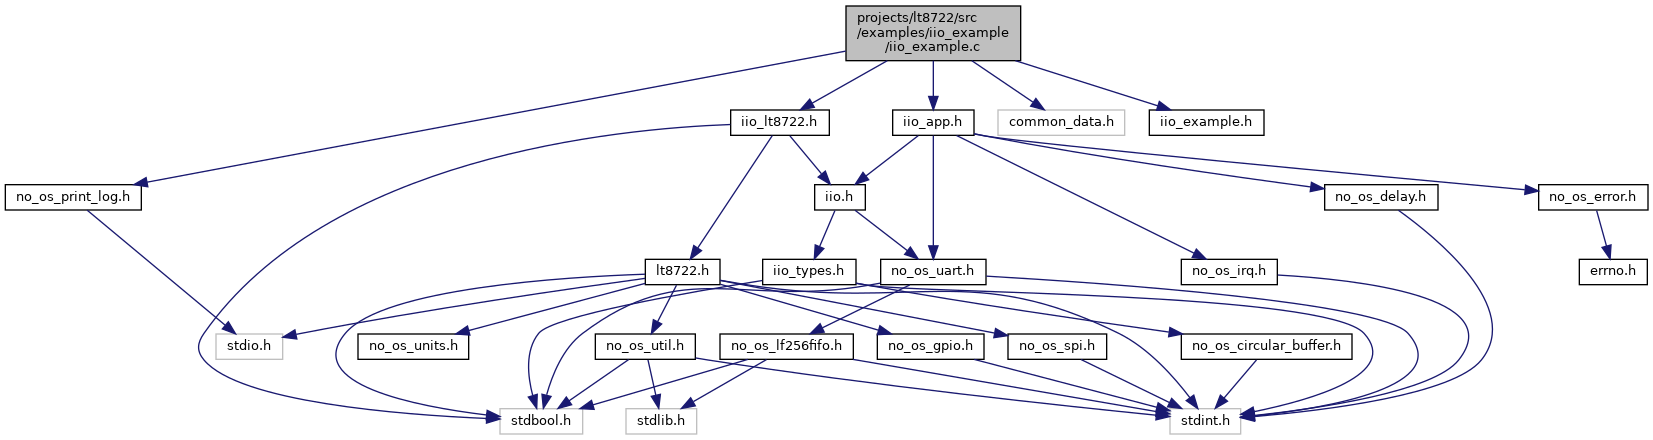 projects/lt8722/src
/examples/iio_example
/iio_example.c
iio_lt8722.h
iio_app.h
common_data.h
iio_example.h
no_os_print_log.h
iio.h
no_os_delay.h
no_os_error.h
lt8722.h
iio_types.h
no_os_uart.h
no_os_irq.h
errno.h
stdio.h
no_os_units.h
no_os_util.h
no_os_lf256fifo.h
no_os_gpio.h
no_os_spi.h
no_os_circular_buffer.h
stdbool.h
stdlib.h
stdint.h